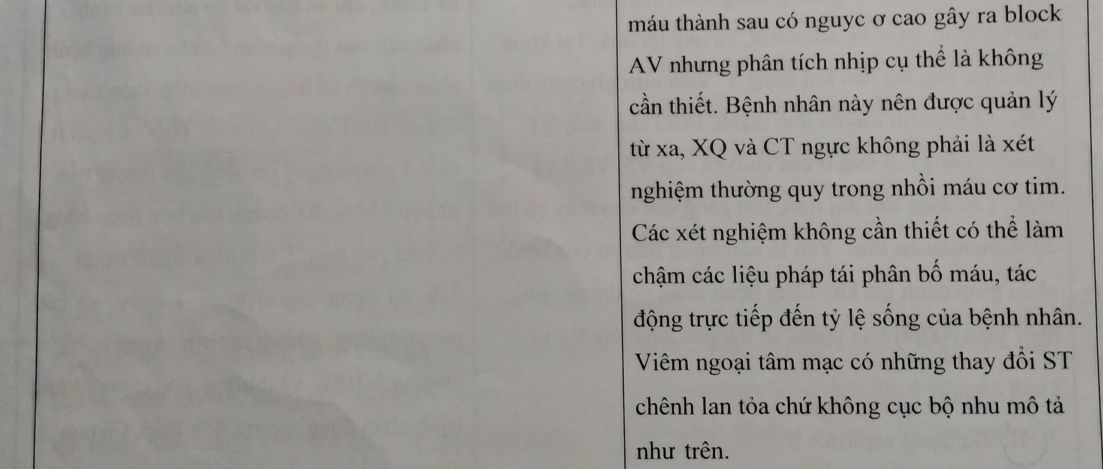 máu thành sau có nguyc ơ cao gây ra block
AV nhưng phân tích nhịp cụ thể là không
cần thiết. Bệnh nhân này nên được quản lý
từ xa, XQ và CT ngực không phải là xét
nghiệm thường quy trong nhồi máu cơ tim.
Các xét nghiệm không cần thiết có thể làm
chậm các liệu pháp tái phân bố máu, tác
động trực tiếp đến tỷ lệ sống của bệnh nhân.
Viêm ngoại tâm mạc có những thay đổi ST
chênh lan tỏa chứ không cục bộ nhu mô tả
như trên.